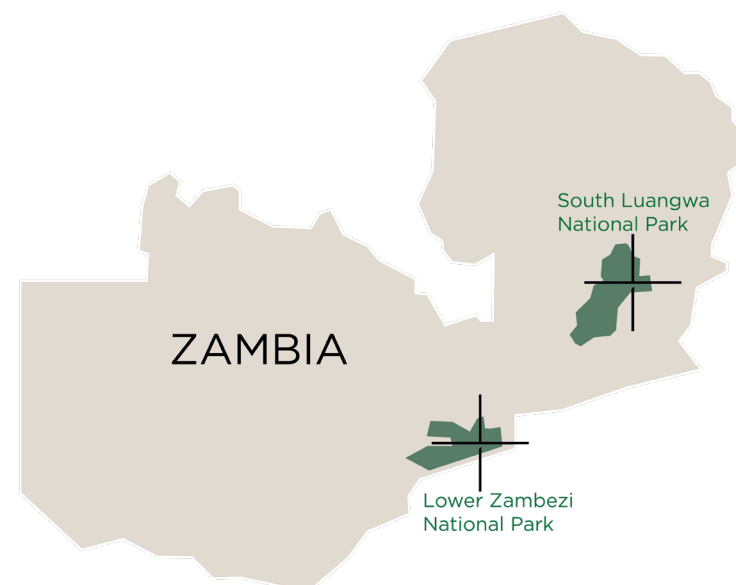 South Luangwa
National Park
ZAMBIA
Lower Zambezi
National Park